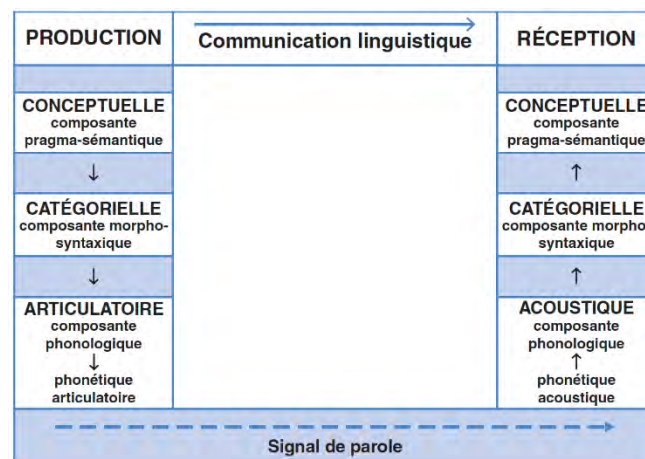 PRODUCTION
Communication linguistique
RÉCEPTION
CONCEPTUELLE
composante
pragma-sémantique
↓
CATÉGORIELLE
composante morpho-
syntaxique
↓
ARTICULATOIRE
composante
phonologique
↓
phonétique
articulatoire
CONCEPTUELLE
composante
pragma-sémantique
↑
CATÉGORIELLE
composante morpho-
syntaxique
↑
ACOUSTIQUE
composante
phonologique
↑
phonétique
acoustique
Signal de parole